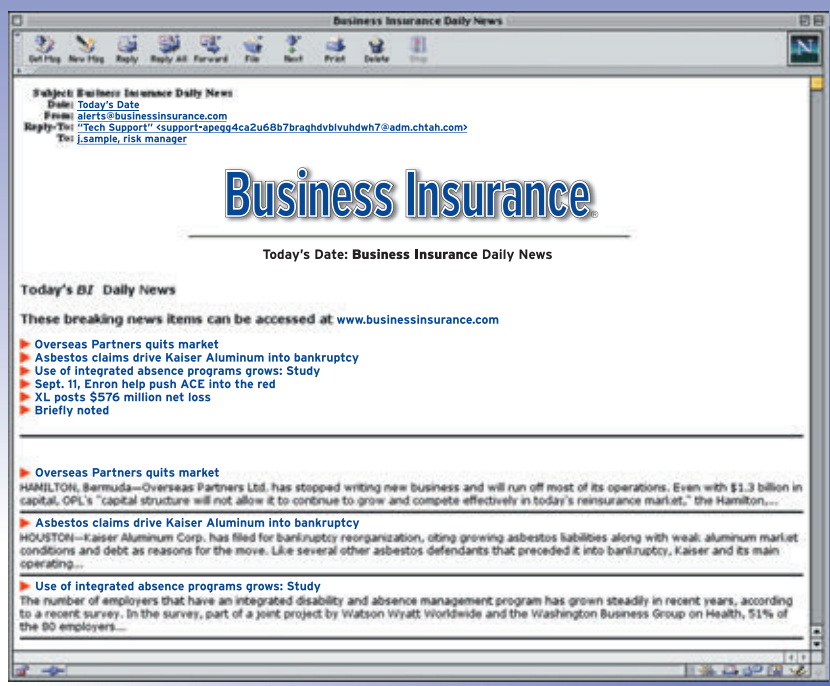 Business Insurance Daily News
Get Msg New Msg Reply Reply All Forward File Next Print Delete Stop
Subject: Business Insurance Daily News
Date: Today's Date
From: alerts@businessinsurance.com
Reply-To: "Tech Support" <support-apegg4ca2u68b7braghdvblvuhdwh7@adm.chtah.com>
To: j.sample, risk manager
Business Insurance®
Today's Date: Business Insurance Daily News
Today's BI Daily News
These breaking news items can be accessed at www.businessinsurance.com
Overseas Partners quits market
Asbestos claims drive Kaiser Aluminum into bankruptcy
Use of integrated absence programs grows: Study
Sept. 11, Enron help push ACE into the red
XL posts $576 million net loss
Briefly noted
Overseas Partners quits market
HAMILTON, Bermuda—Overseas Partners Ltd. has stopped writing new business and will run off most of its operations. Even with $1.3 billion in
capital, OPL's "capital structure will not allow it to continue to grow and compete effectively in today's reinsurance market," the Hamilton,...
Asbestos claims drive Kaiser Aluminum into bankruptcy
HOUSTON—Kaiser Aluminum Corp. has filed for bankruptcy reorganization, citing growing asbestos liabilities along with weak aluminum market
conditions and debt as reasons for the move. Like several other asbestos defendants that preceded it into bankruptcy, Kaiser and its main
operating...
Use of integrated absence programs grows: Study
The number of employers that have an integrated disability and absence management program has grown steadily in recent years, according
to a recent survey. In the survey, part of a joint project by Watson Wyatt Worldwide and the Washington Business Group on Health, 51% of
the 80 employers...